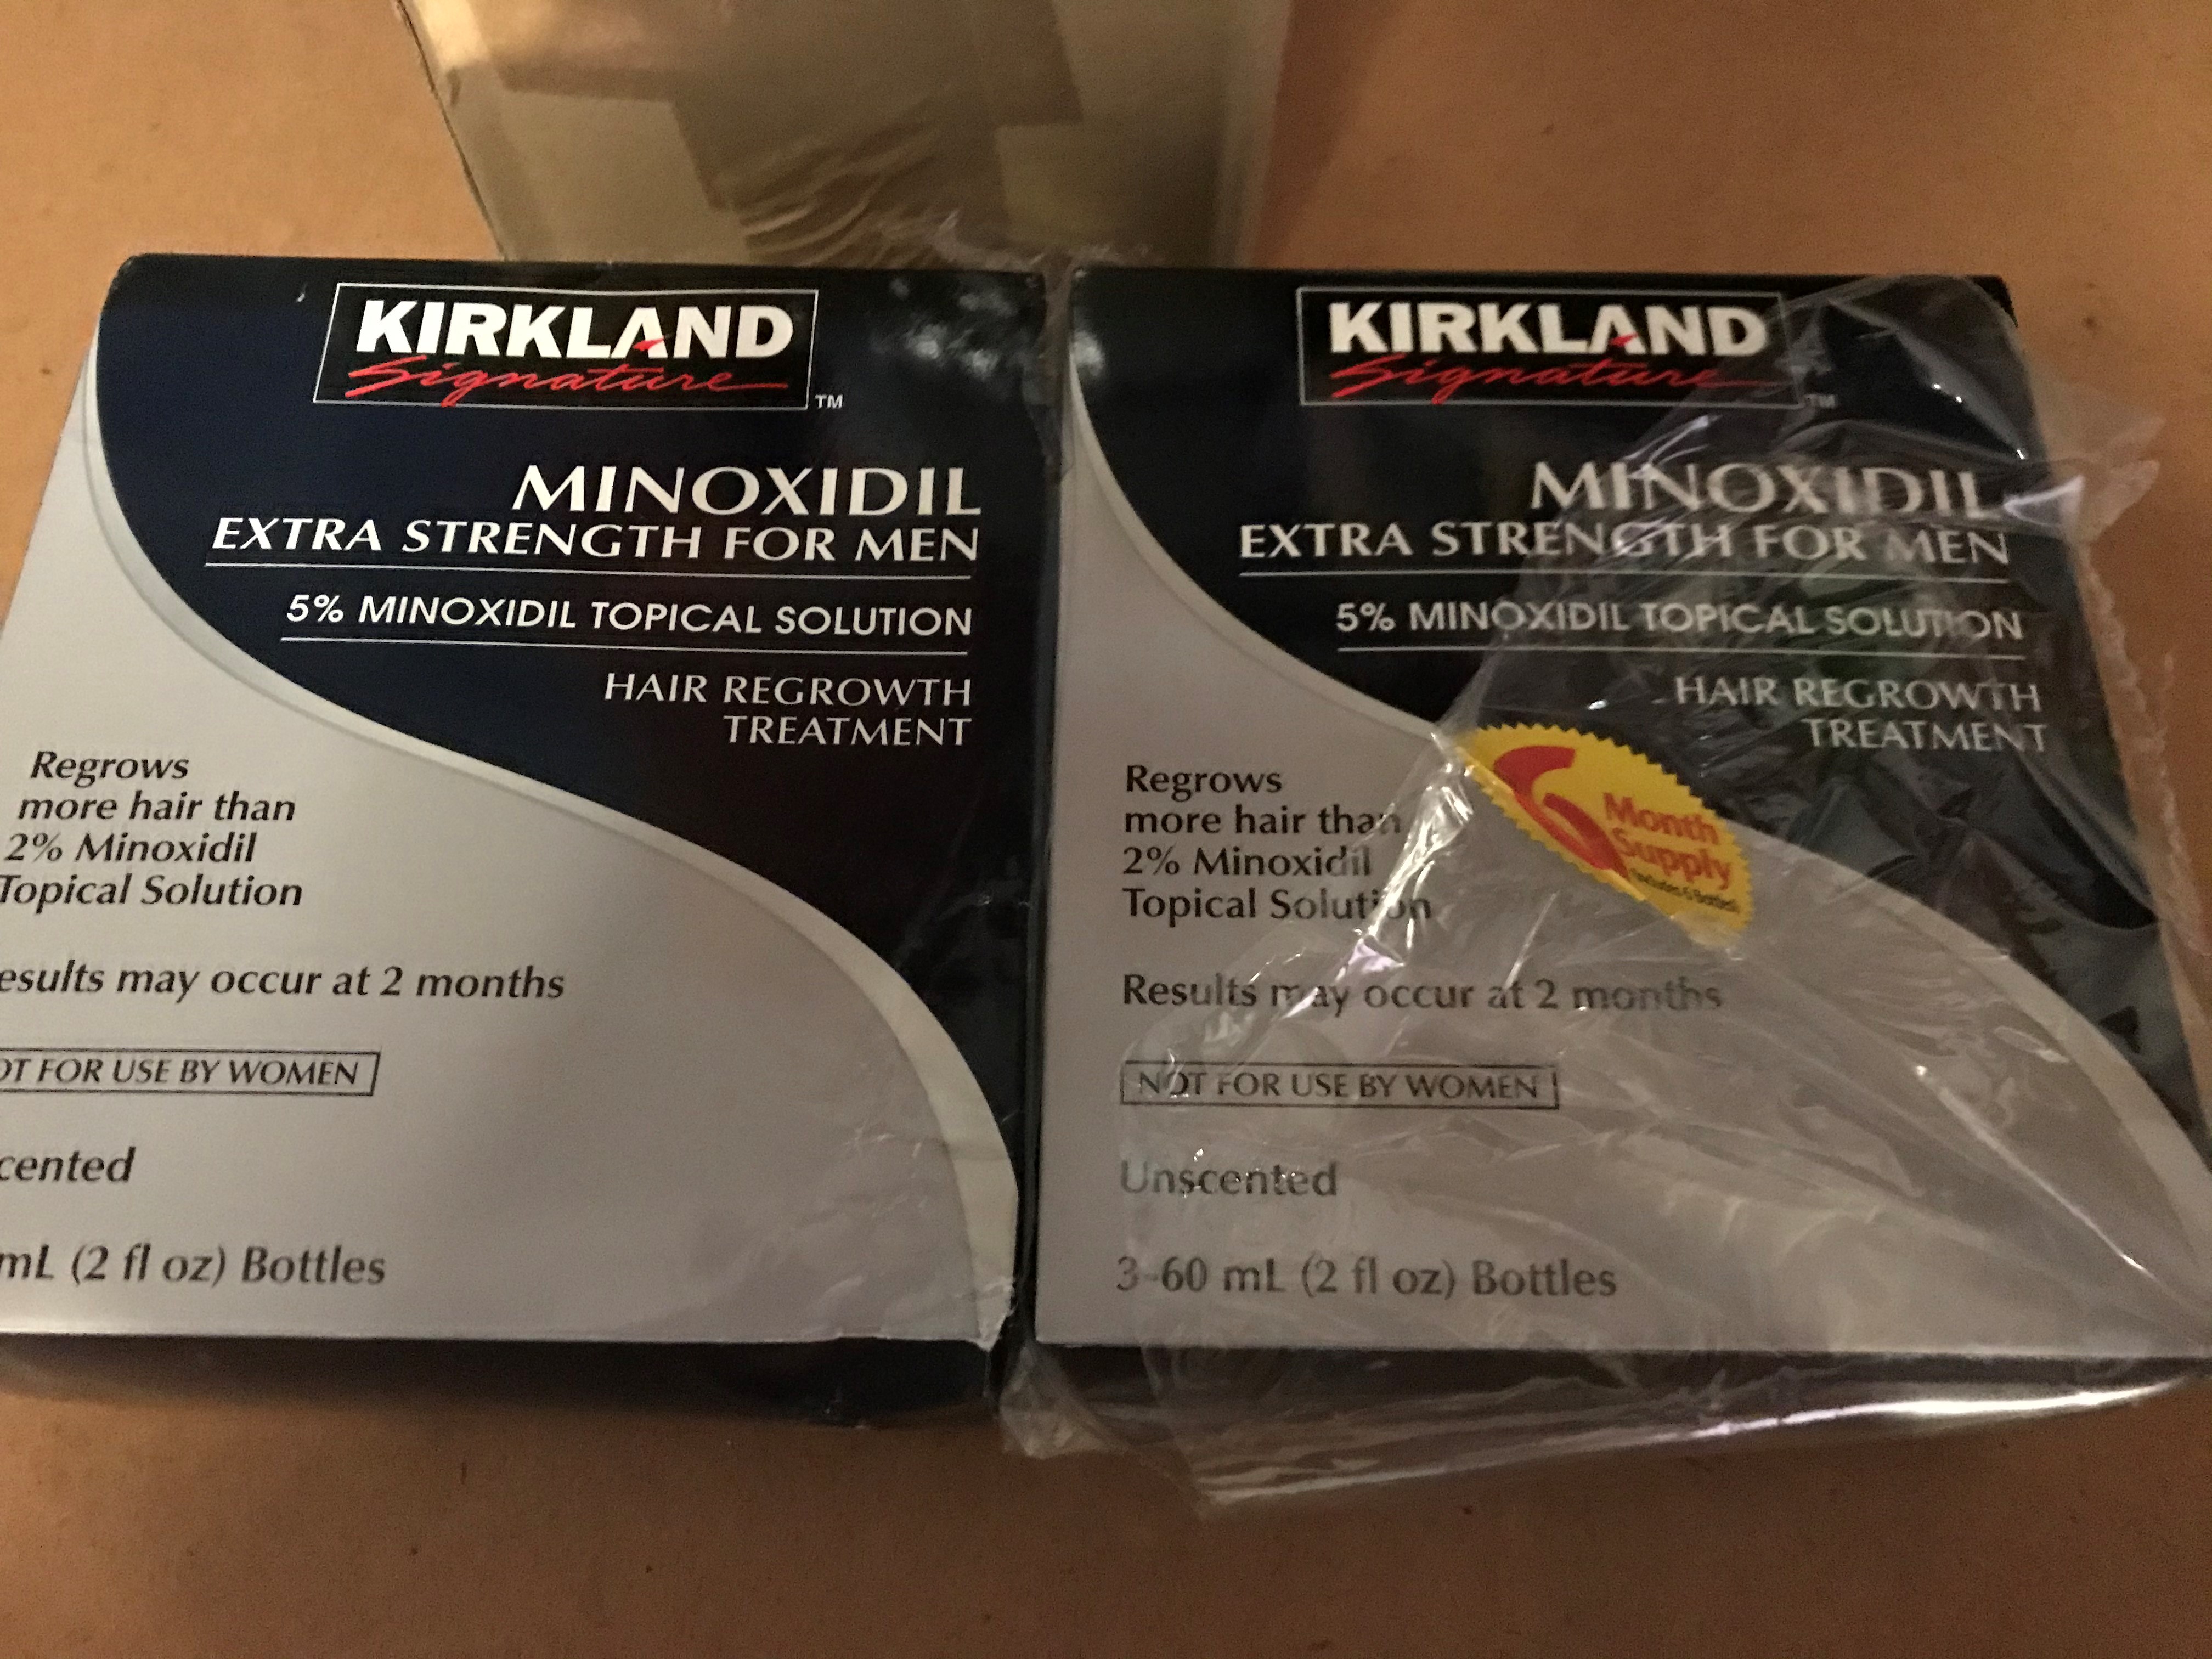 KIRKLAND
Signature
™
MINOXIDIL
EXTRA STRENGTH FOR MEN
5% MINOXIDIL TOPICAL SOLUTION
HAIR REGROWTH
TREATMENT
Regrows
more hair than
2% Minoxidil
Topical Solution
esults may occur at 2 months
OT FOR USE BY WOMEN
cented
mL (2 fl oz) Bottles
KIRKLAND
Signature
™
MINOXIDIL
EXTRA STRENGTH FOR MEN
5% MINOXIDIL TOPICAL SOLUTION
HAIR REGROWTH
TREATMENT
6 Month
Supply
Includes 6 Bottles
Regrows
more hair than
2% Minoxidil
Topical Solution
Results may occur at 2 months
NOT FOR USE BY WOMEN
Unscented
3-60 mL (2 fl oz) Bottles